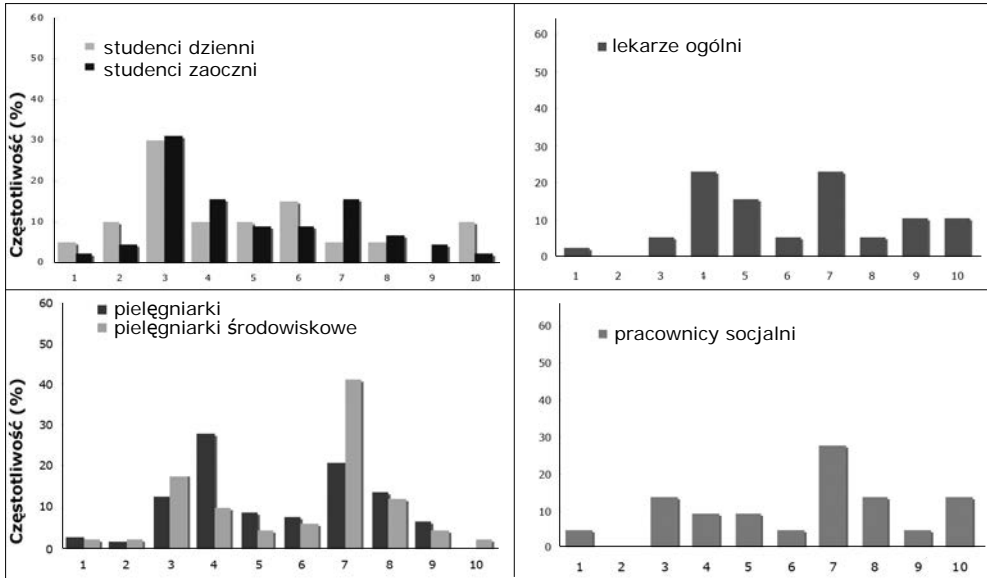 60
50
40
30
20
10
0
Częstotliwość (%)
studenci dzienni
studenci zaoczni
1 2 3 4 5 6 7 8 9 10
60
50
40
30
20
10
0
lekarze ogólni
1 2 3 4 5 6 7 8 9 10
60
50
40
30
20
10
0
Częstotliwość (%)
pielęgniarki
pielęgniarki środowiskowe
1 2 3 4 5 6 7 8 9 10
60
50
40
30
20
10
0
pracownicy socjalni
1 2 3 4 5 6 7 8 9 10